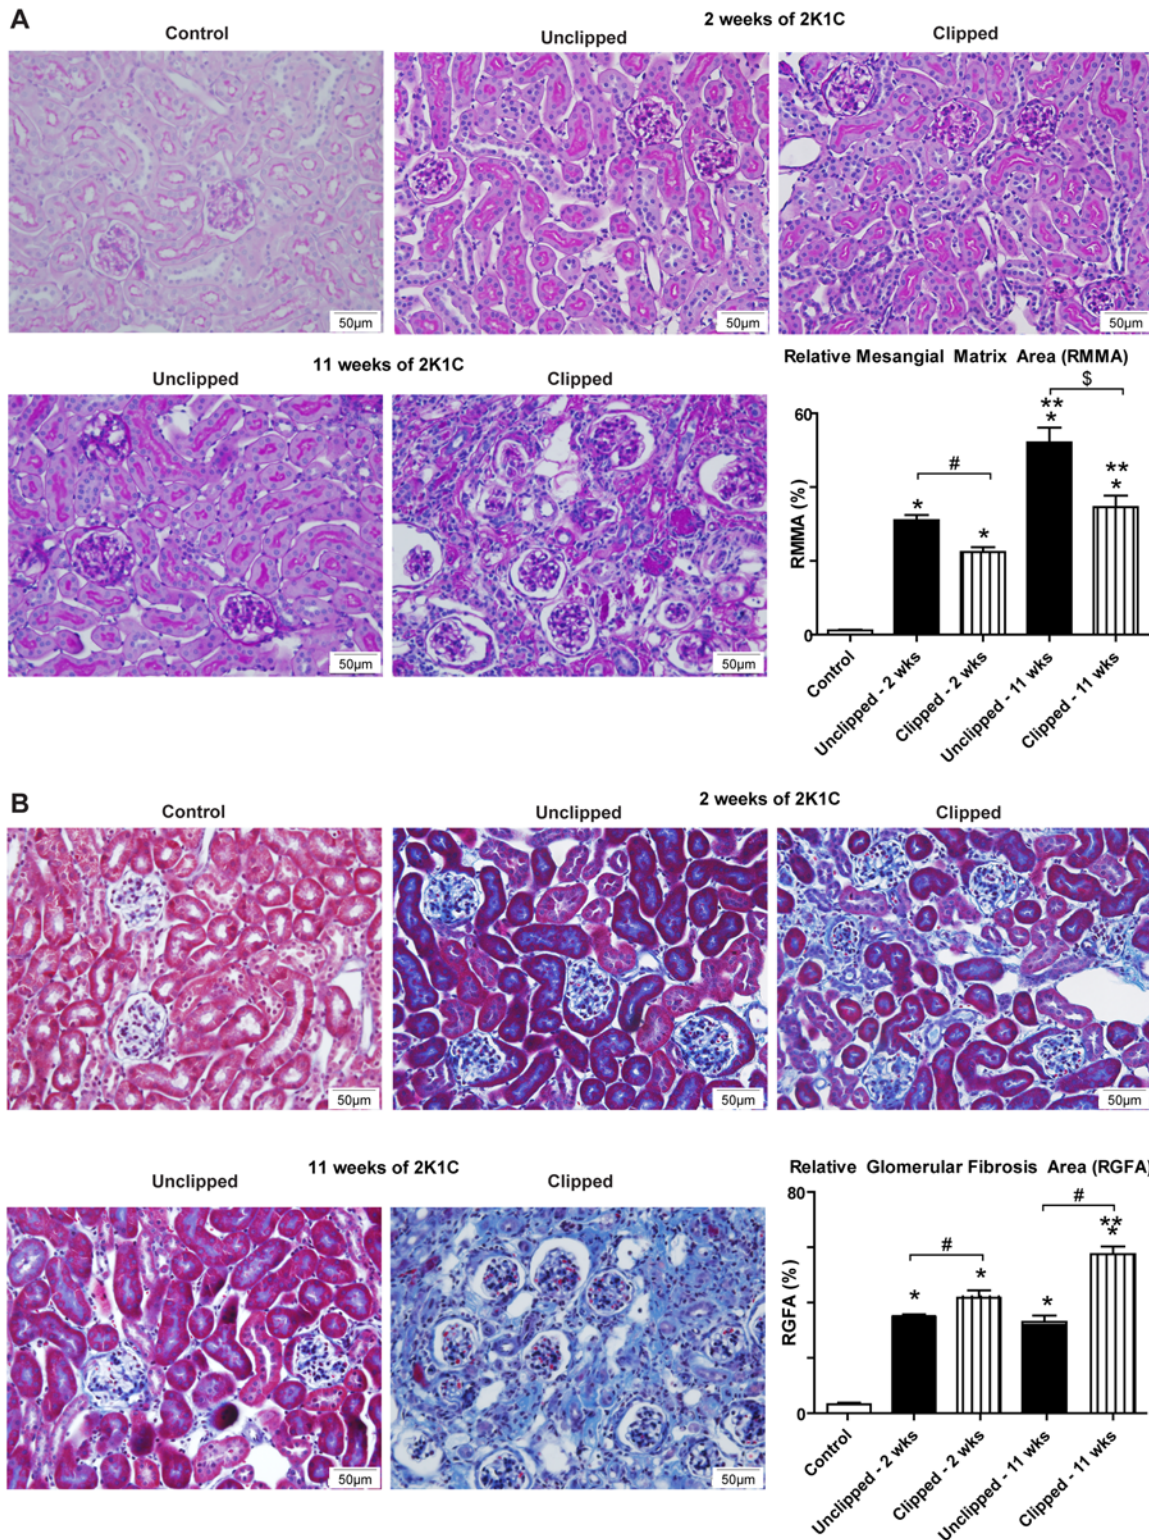 A
2 weeks of 2K1C
Control
Unclipped
Clipped
50µm
50µm
50µm
11 weeks of 2K1C
Unclipped
Clipped
50µm
50µm
Relative Mesangial Matrix Area (RMMA)
$
60
**
*
#
**
*
*
*
RMMA (%)
0
Control
Unclipped - 2 wks
Clipped - 2 wks
Unclipped - 11 wks
Clipped - 11 wks
B
2 weeks of 2K1C
Control
Unclipped
Clipped
50µm
50µm
50µm
11 weeks of 2K1C
Unclipped
Clipped
50µm
50µm
Relative Glomerular Fibrosis Area (RGFA)
80
#
**
*
#
*
*
*
RGFA (%)
0
Control
Unclipped - 2 wks
Clipped - 2 wks
Unclipped - 11 wks
Clipped - 11 wks